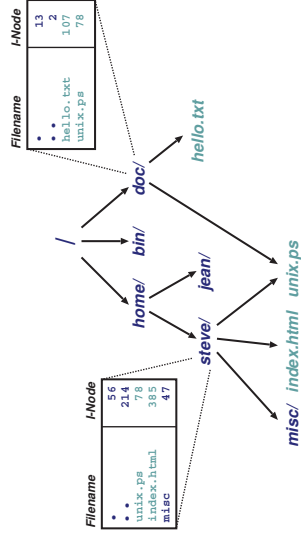 Filename I-Node
. 13
.. 2
hello.txt 107
unix.ps 78
/
home/ bin/ doc/
steve/ jean/ hello.txt
misc/ index.html unix.ps
Filename I-Node
. 56
.. 214
unix.ps 78
index.html 385
misc 47